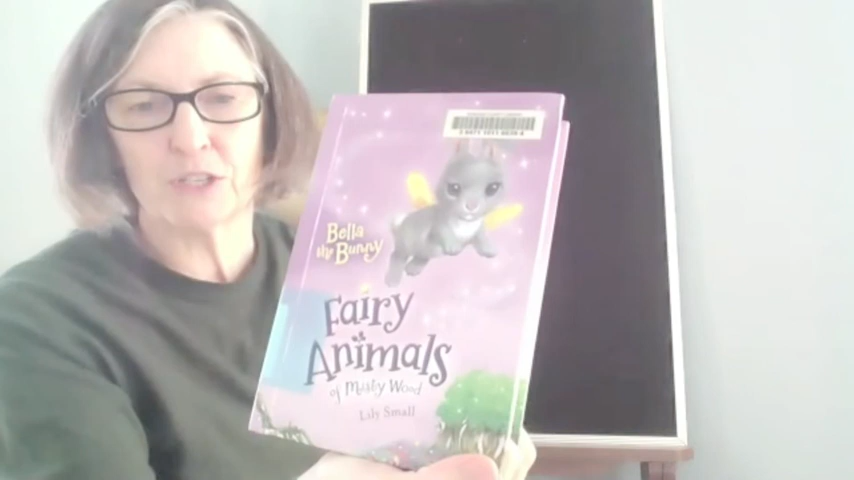 Bella
the Bunny
Fairy
Animals
of Misty Wood
Lily Small